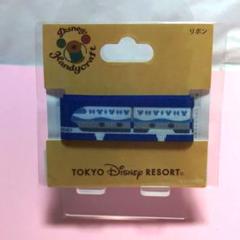 Disney
Handycraft
リボン
TOKYO Disney RESORT®